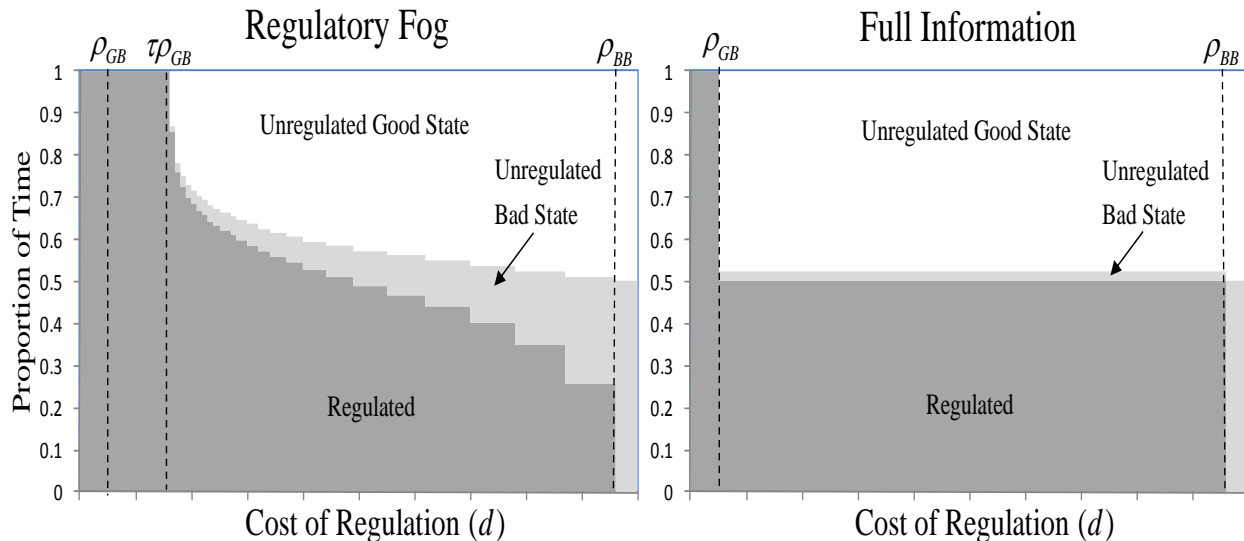 Regulatory Fog
ρGB
τρGB
ρBB
1
0.9
0.8
0.7
0.6
0.5
0.4
0.3
0.2
0.1
0
Proportion of Time
Unregulated Good State
Unregulated
Bad State
Regulated
Cost of Regulation (d)
Full Information
ρGB
ρBB
1
0.9
0.8
0.7
0.6
0.5
0.4
0.3
0.2
0.1
0
Unregulated Good State
Unregulated
Bad State
Regulated
Cost of Regulation (d)